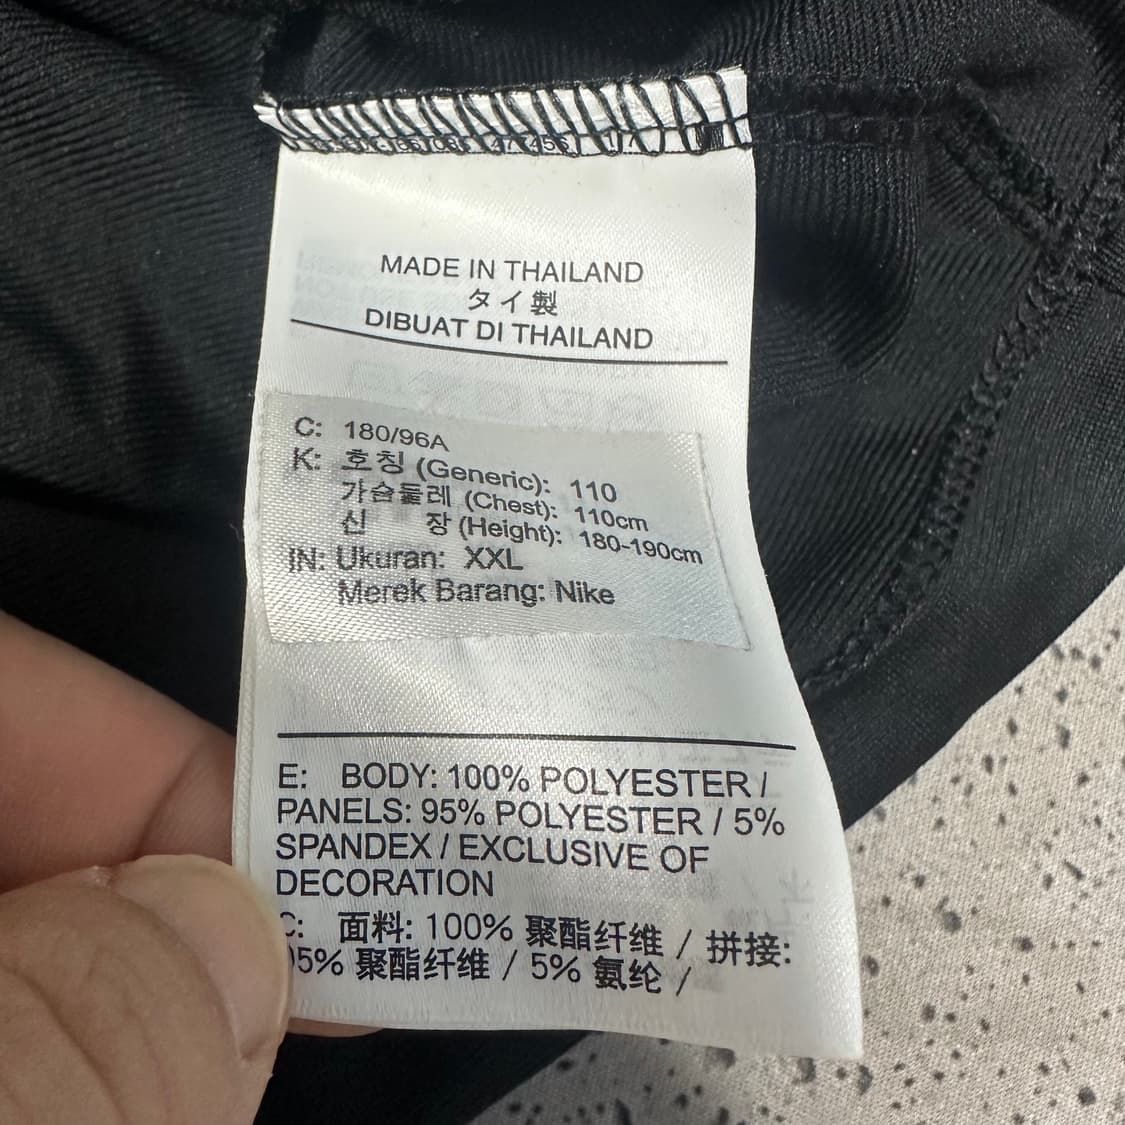 MADE IN THAILAND
タイ製
DIBUAT DI THAILAND
C: 180/96A
K: 호칭 (Generic): 110
가슴둘레 (Chest): 110cm
신 장 (Height): 180-190cm
IN: Ukuran: XXL
Merek Barang: Nike
E: BODY: 100% POLYESTER /
PANELS: 95% POLYESTER / 5%
SPANDEX / EXCLUSIVE OF
DECORATION
C: 面料: 100% 聚酯纤维 / 拼接:
95% 聚酯纤维 / 5% 氨纶 /